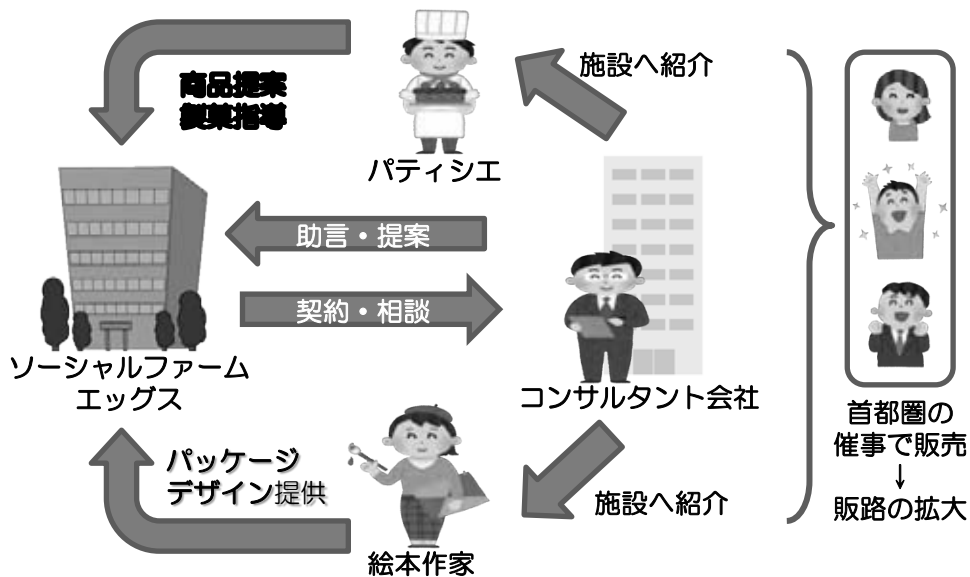 施設へ紹介
商品提案
製菓指導
パティシエ
助言・提案
契約・相談
ソーシャルファーム
エッグス
コンサルタント会社
首都圏の
催事で販売
↓
販路の拡大
パッケージ
デザイン提供
施設へ紹介
絵本作家